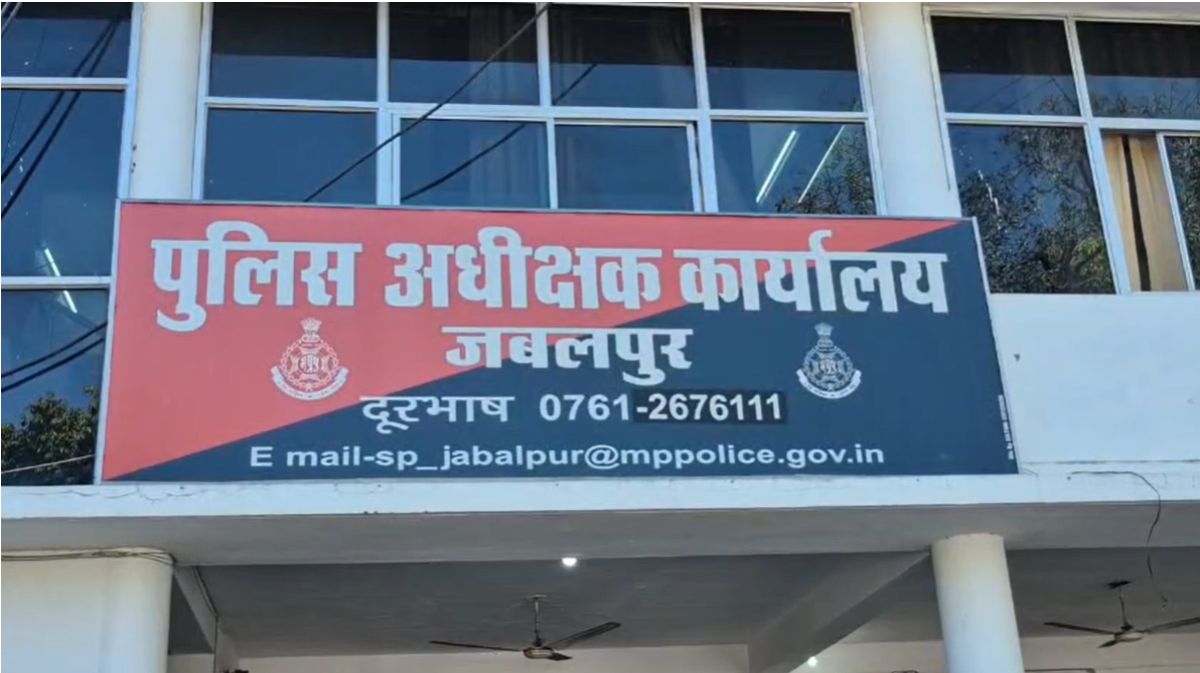 पुलिस अधीक्षक कार्यालय
जबलपुर
दूरभाष 0761-2676111
E mail-sp_jabalpur@mppolice.gov.in